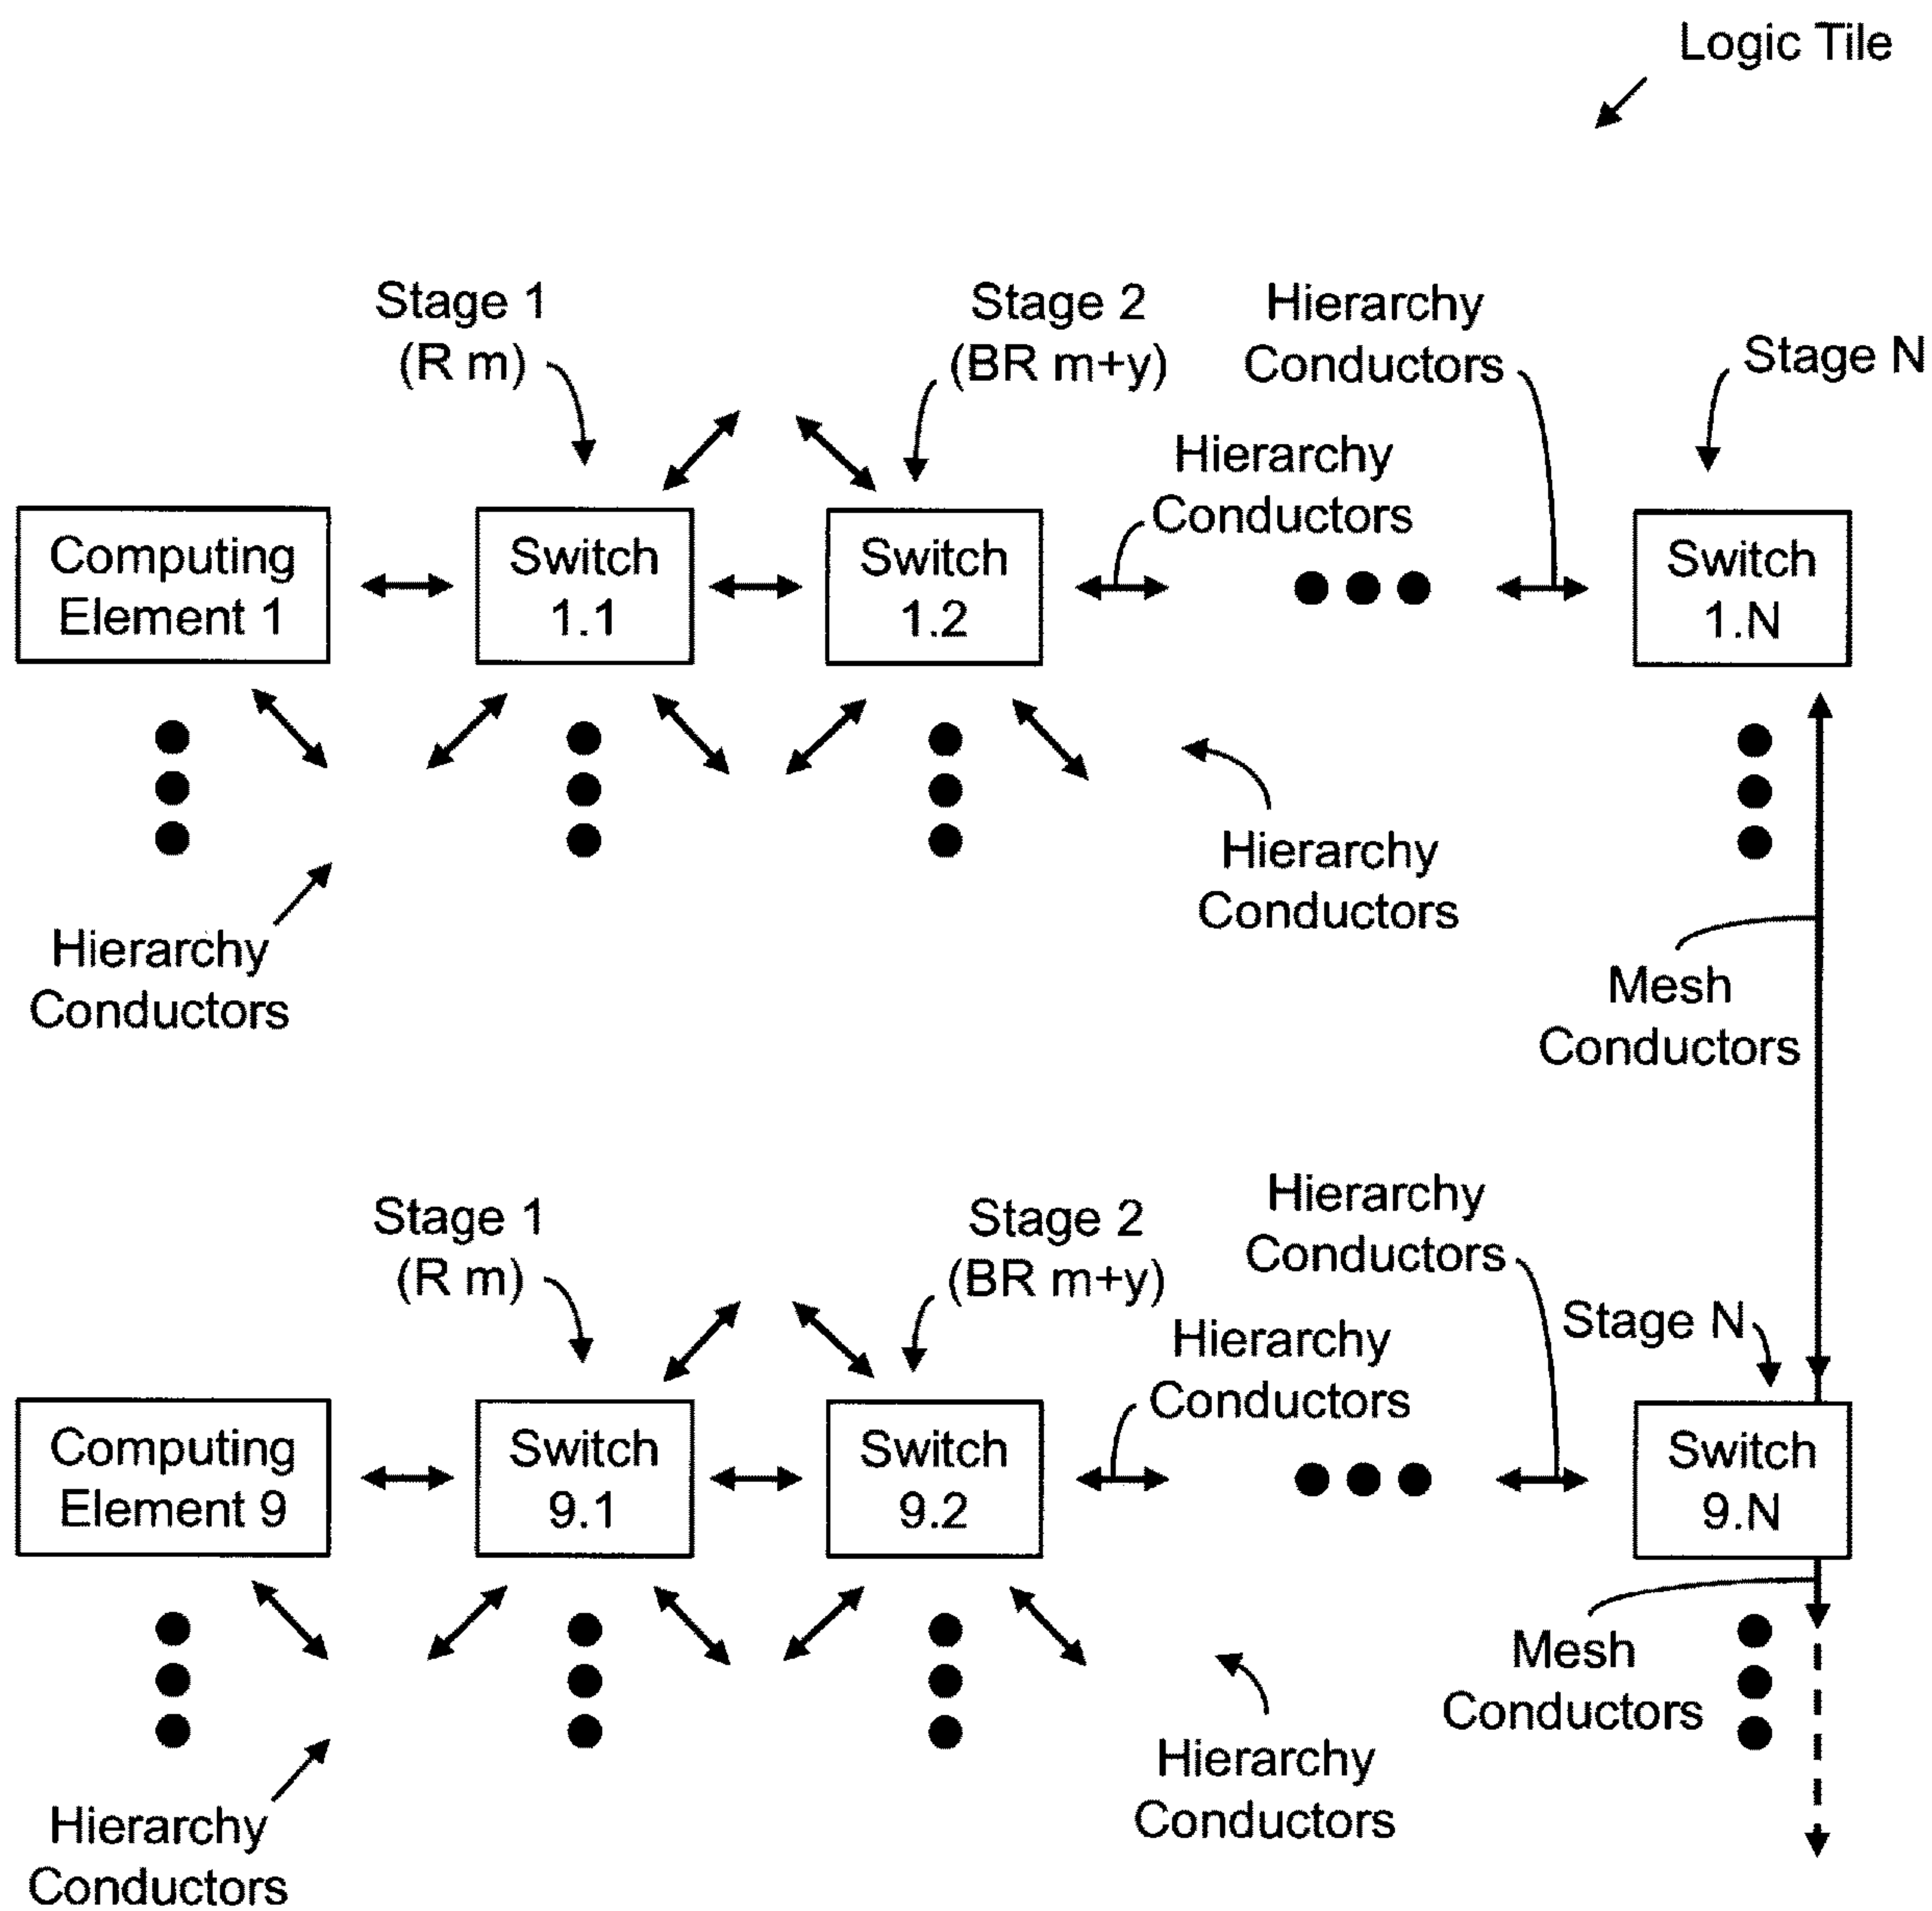 Logic Tile
Stage 1
(R m)
Stage 2
(BR m+y)
Hierarchy
Conductors
Stage N
Hierarchy
Conductors
Computing
Element 1
Switch
1.1
Switch
1.2
Switch
1.N
Hierarchy
Conductors
Hierarchy
Conductors
Mesh
Conductors
Stage 1
(R m)
Stage 2
(BR m+y)
Hierarchy
Conductors
Hierarchy
Conductors
Stage N
Computing
Element 9
Switch
9.1
Switch
9.2
Switch
9.N
Mesh
Conductors
Hierarchy
Conductors
Hierarchy
Conductors